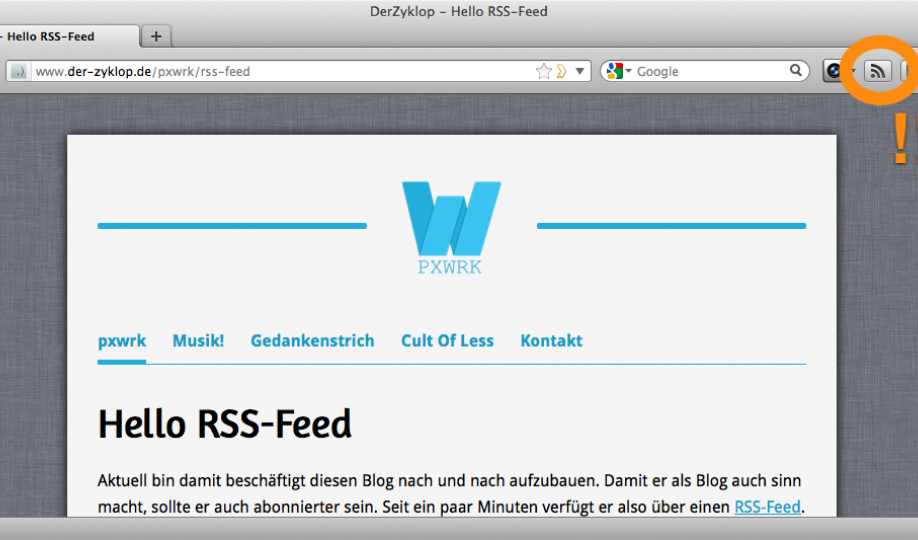 DerZyklop – Hello RSS-Feed
– Hello RSS-Feed
+
www.der-zyklop.de/pxwrk/rss-feed
Google
!
PXWRK
pxwrk Musik! Gedankenstrich Cult Of Less Kontakt
Hello RSS-Feed
Aktuell bin damit beschäftigt diesen Blog nach und nach aufzubauen. Damit er als Blog auch sinn
macht, sollte er auch abonnierter sein. Seit ein paar Minuten verfügt er also über einen RSS-Feed.